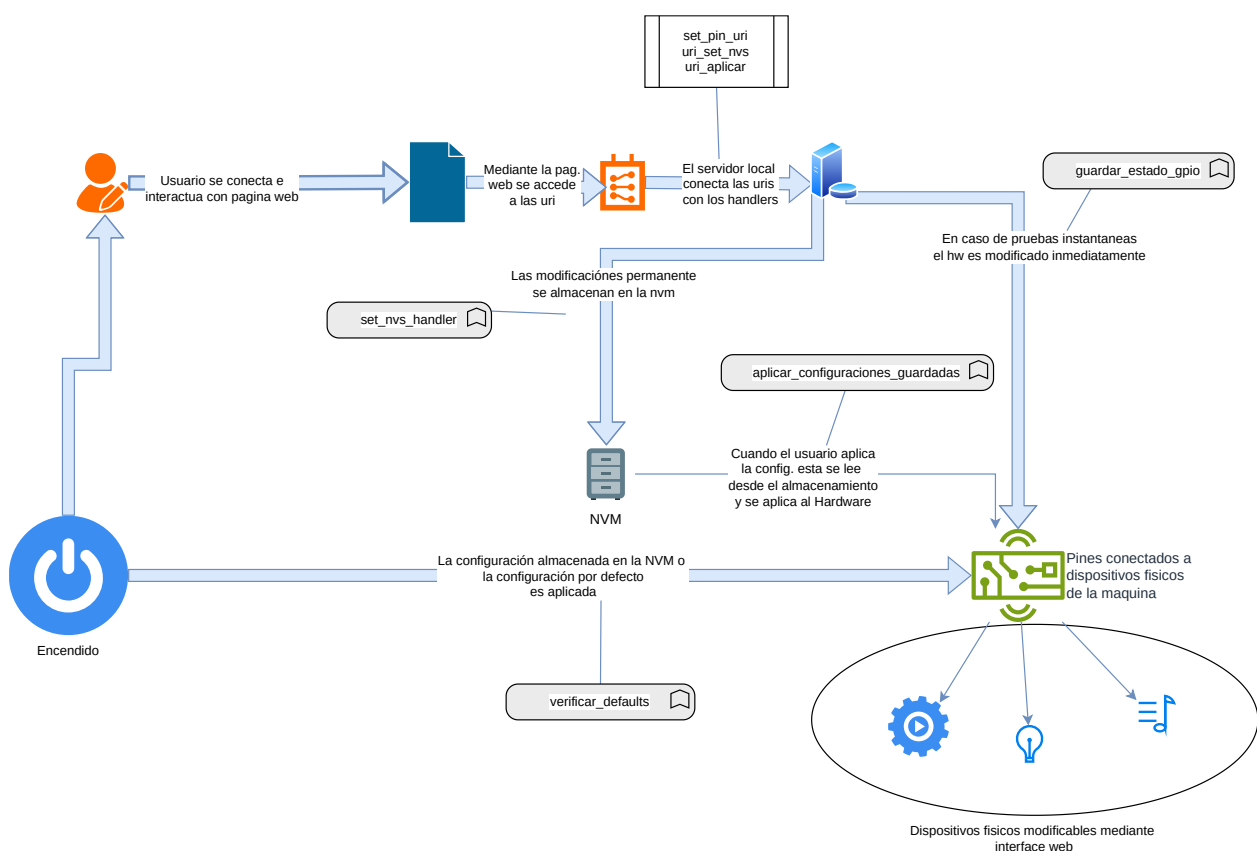 set_pin_uri
uri_set_nvs
uri_aplicar
Usuario se conecta e
interactua con pagina web
Mediante la pag.
web se accede
a las uri
El servidor local
conecta las uris
con los handlers
guardar_estado_gpio
En caso de pruebas instantaneas
el hw es modificado inmediatamente
Las modificaciónes permanente
se almacenan en la nvm
set_nvs_handler
aplicar_configuraciones_guardadas
Cuando el usuario aplica
la config. esta se lee
desde el almacenamiento
y se aplica al Hardware
NVM
La configuración almacenada en la NVM o
la configuración por defecto
es aplicada
Pines conectados a
dispositivos fisicos
de la maquina
Encendido
verificar_defaults
Dispositivos fisicos modificables mediante
interface web